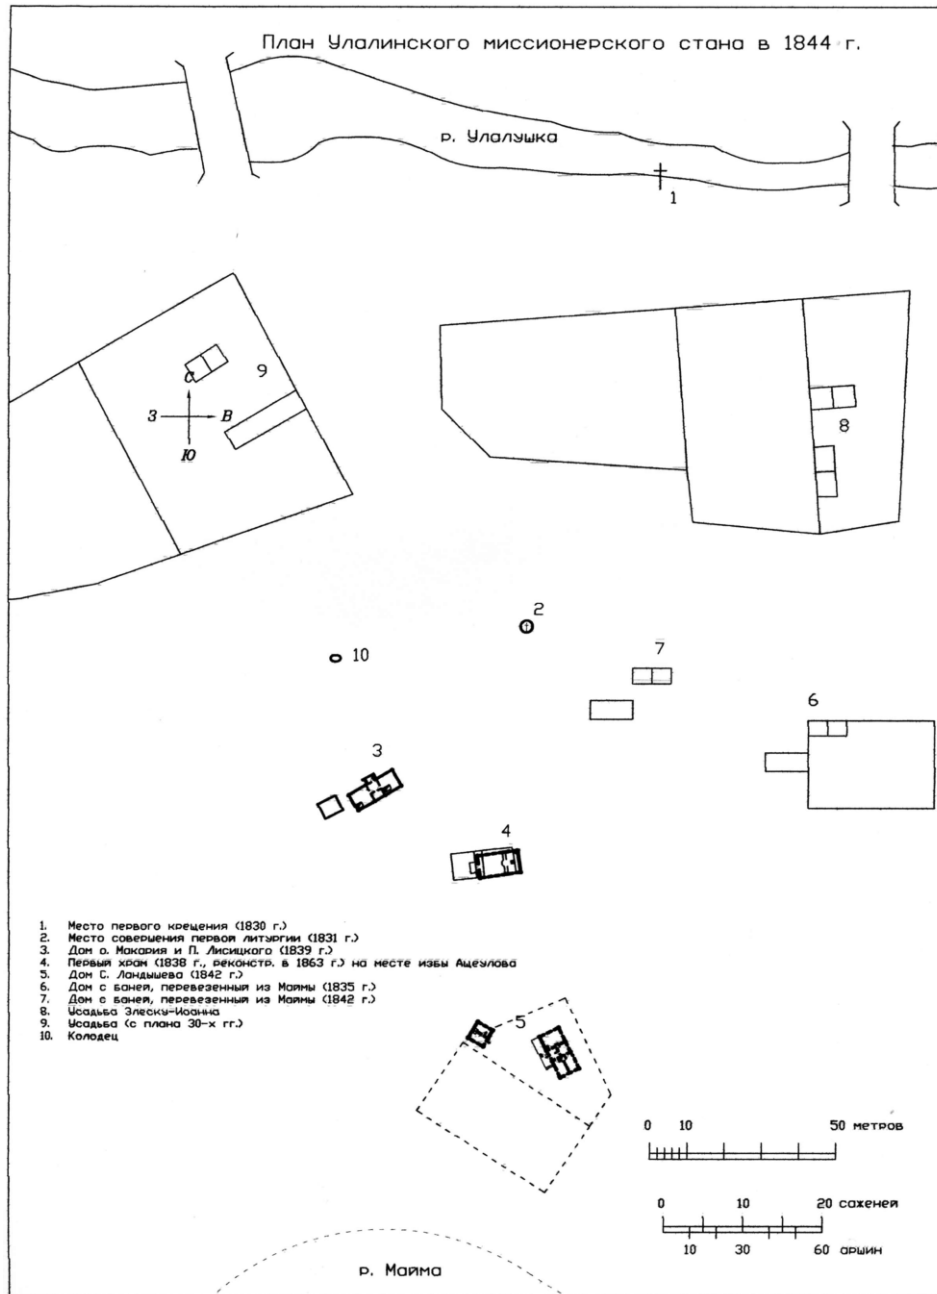 План Улалинского миссионерского стана в 1844 г.
р. Улалушка
1
С
9
З
В
Ю
8
2
10
7
6
3
4
1. Место первого крещения (1830 г.)
2. Место совершения первой литургии (1831 г.)
3. Дом о. Макария и П. Лисицкого (1839 г.)
4. Первый храм (1838 г., реконстр. в 1863 г.) на месте избы Ащеулова
5. Дом С. Ландышева (1842 г.)
6. Дом с баней, перевезенный из Маймы (1835 г.)
7. Дом с баней, перевезенный из Маймы (1842 г.)
8. Усадьба Элеску-Иоанна
9. Усадьба (с плана 30-х гг.)
10. Колодец
5
0 10 50 метров
0 10 20 саженей
10 30 60 аршин
р. Майма